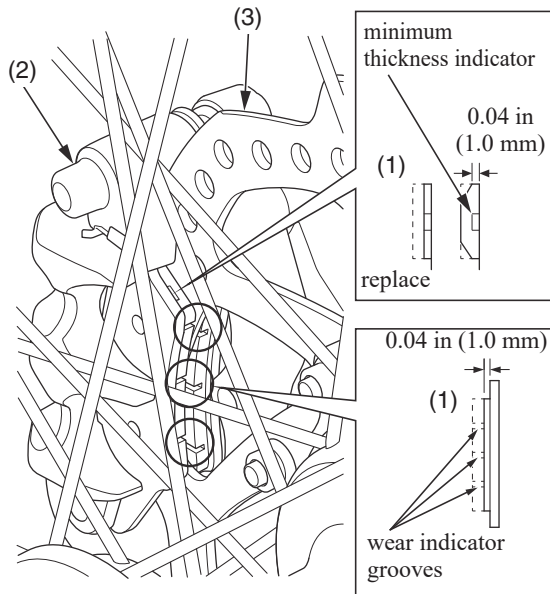 (3)
(2)
minimum
thickness indicator
0.04 in
(1.0 mm)
(1)
replace
0.04 in (1.0 mm)
(1)
wear indicator
grooves